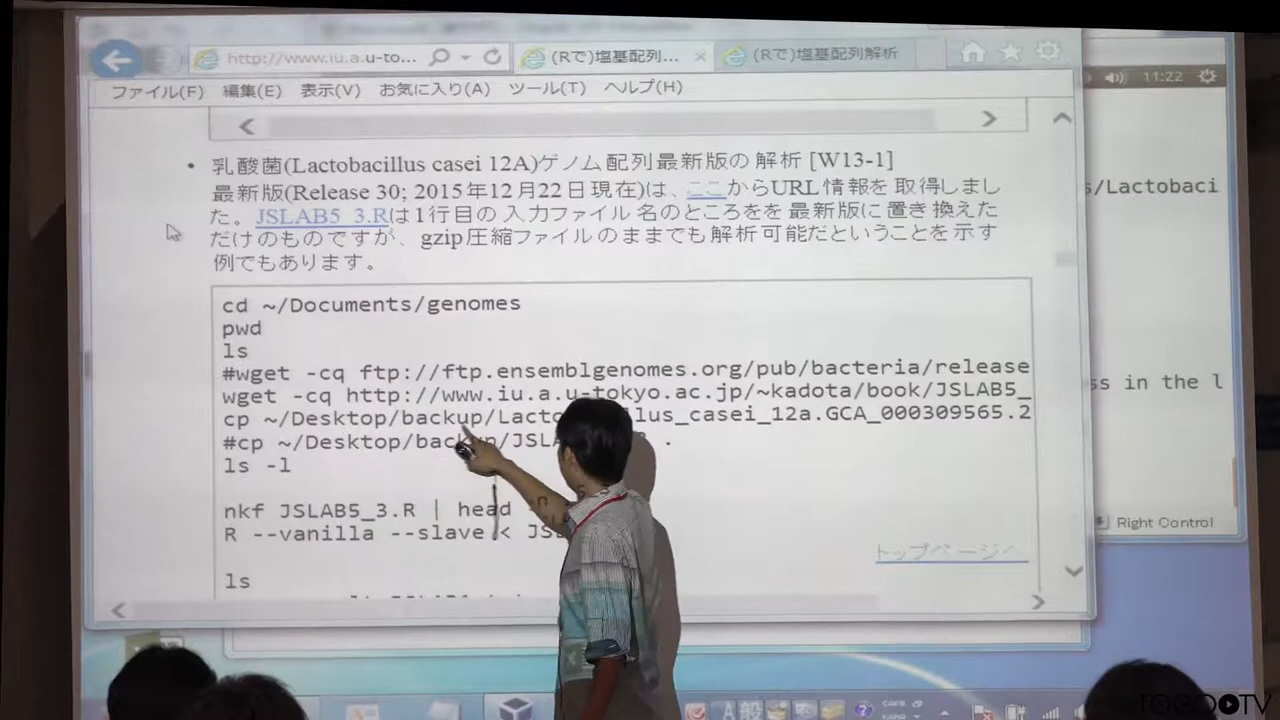 http://www.iu.a.u-to...
(Rで)塩基配列解析...
(Rで)塩基配列解析
ファイル(F) 編集(E) 表示(V) お気に入り(A) ツール(T) ヘルプ(H)
11:22
• 乳酸菌(Lactobacillus casei 12A)ゲノム配列最新版の解析 [W13-1]
最新版(Release 30; 2015年12月22日現在)は、ここからURL情報を取得しまし
た。JSLAB5_3.Rは1行目の入力ファイル名のところをを最新版に置き換えた
だけのものですが、gzip圧縮ファイルのままでも解析可能だということを示す
例でもあります。
s/Lactobaci
cd ~/Documents/genomes
pwd
ls
#wget -cq ftp://ftp.ensemblgenomes.org/pub/bacteria/release
wget -cq http://www.iu.a.u-tokyo.ac.jp/~kadota/book/JSLAB5_
cp ~/Desktop/backup/Lacto illus_casei_12a.GCA_000309565.2
#cp ~/Desktop/backup/JSLA .
ls -l
ss in the l
nkf JSLAB5_3.R | head
R --vanilla --slave < JSL
ls
トップページへ
Right Control
A 般
CAPS
KANA
TOGOTV